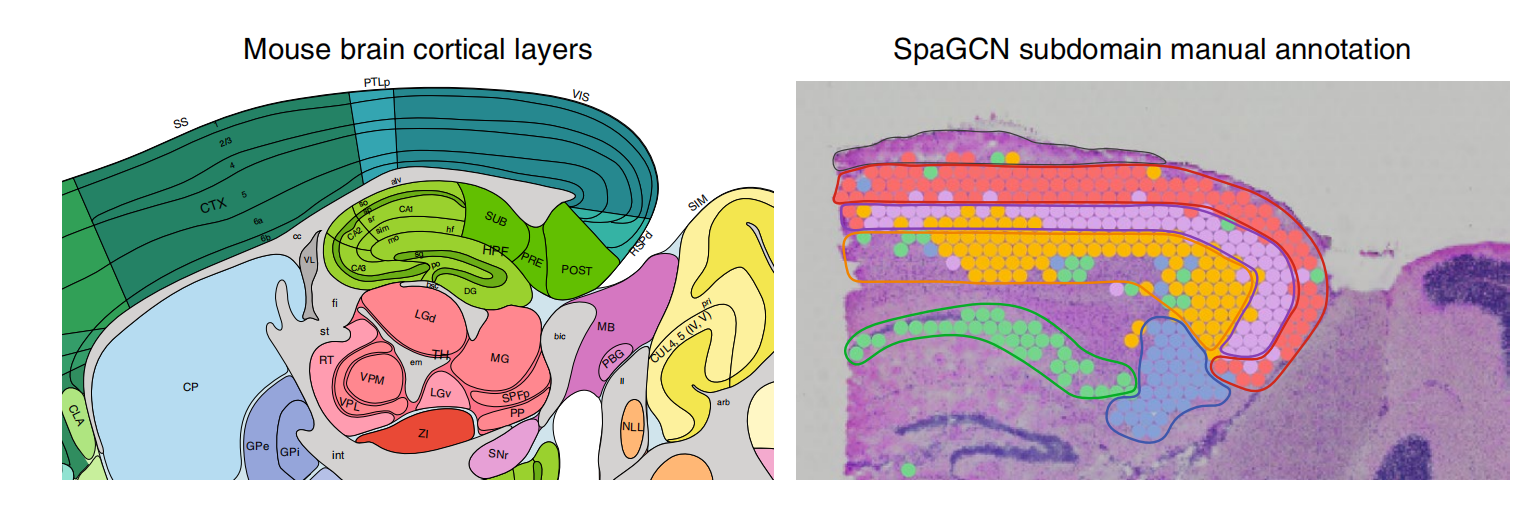 Mouse brain cortical layers
SpaGCN subdomain manual annotation
PTLp
VIS
SS
1
2/3
4
5
CTX
6a
6b
alv
cc
VL
so
sp
sr
CA1
CA2
slm
mo
hf
sg
po
CA3
DG
SUB
HPF
PRE
POST
RSPd
SIM
fi
st
LGd
TH
RT
em
MG
bic
MB
PBG
pri
CUL4, 5 (IV, V)
CP
VPM
VPL
LGv
SPFp
PP
ll
arb
CLA
ZI
NLL
GPe
GPi
int
SNr